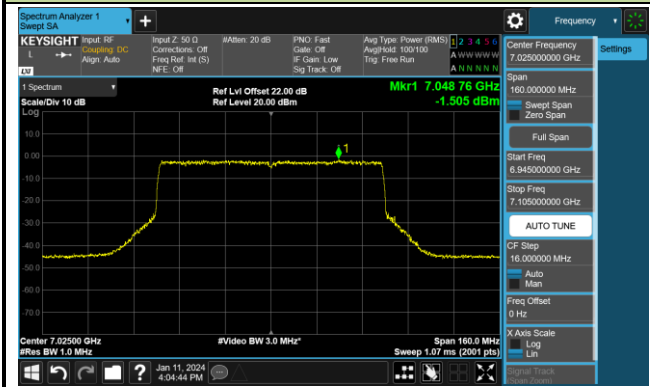 Spectrum Analyzer 1
Swept SA
Frequency
KEYSIGHT
Input: RF
Coupling: DC
Align: Auto
Input Z: 50 Ω
Corrections: Off
Freq Ref: Int (S)
NFE: Off
#Atten: 20 dB
PNO: Fast
Gate: Off
IF Gain: Low
Sig Track: Off
Avg Type: Power (RMS)
Avg|Hold: 100/100
Trig: Free Run
1 2 3 4 5 6
A W W W W W
A N N N N N
L
LXI
1 Spectrum
Scale/Div 10 dB
Log
Ref Lvl Offset 22.00 dB
Ref Level 20.00 dBm
Mkr1 7.048 76 GHz
-1.505 dBm
1
10.0
0.00
-10.0
-20.0
-30.0
-40.0
-50.0
-60.0
-70.0
Center 7.02500 GHz
#Res BW 1.0 MHz
#Video BW 3.0 MHz*
Span 160.0 MHz
Sweep 1.07 ms (2001 pts)
Jan 11, 2024
4:04:44 PM
Center Frequency
7.025000000 GHz
Settings
Span
160.000000 MHz
Swept Span
Zero Span
Full Span
Start Freq
6.945000000 GHz
Stop Freq
7.105000000 GHz
AUTO TUNE
CF Step
16.000000 MHz
Auto
Man
Freq Offset
0 Hz
X Axis Scale
Log
Lin
Signal Track
(Span Zoom)